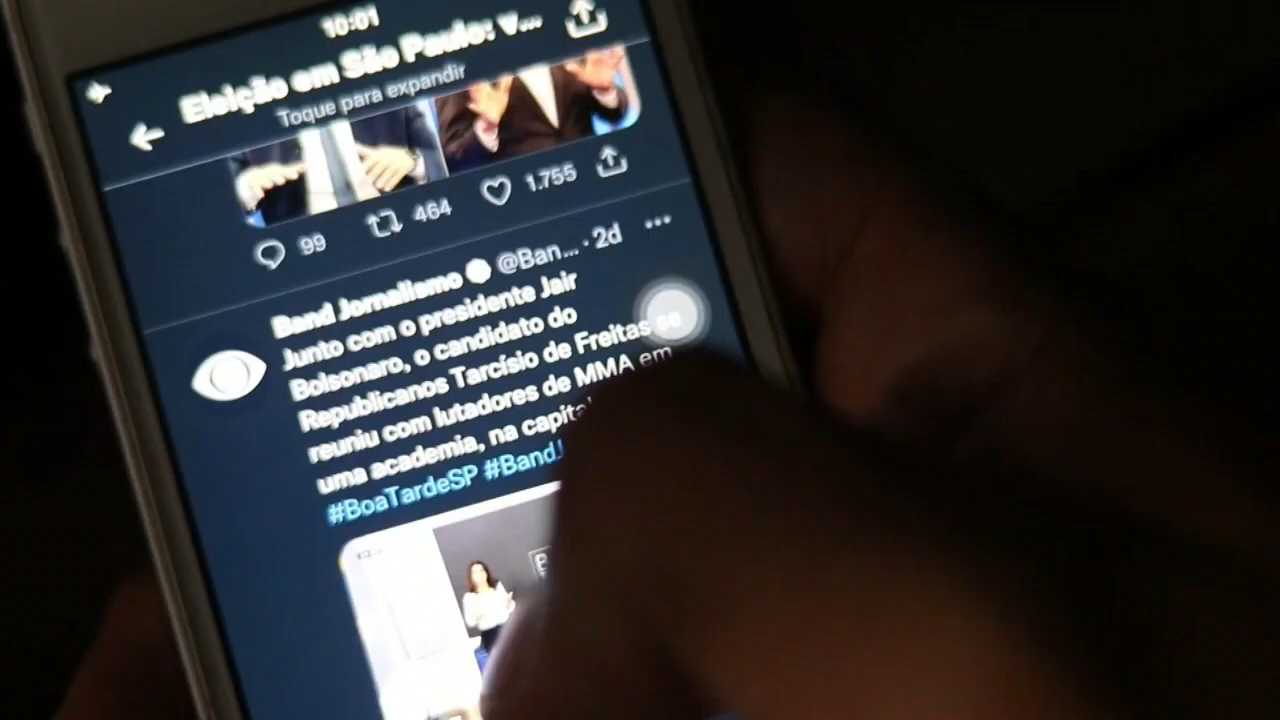 10:01
Eleição em São Paulo: v...
Toque para expandir
99 464 1.755
Band Jornalismo @Ban... · 2d
Junto com o presidente Jair
Bolsonaro, o candidato do
Republicanos Tarcísio de Freitas se
reuniu com lutadores de MMA em
uma academia, na capital
#BoaTardeSP #BandJ